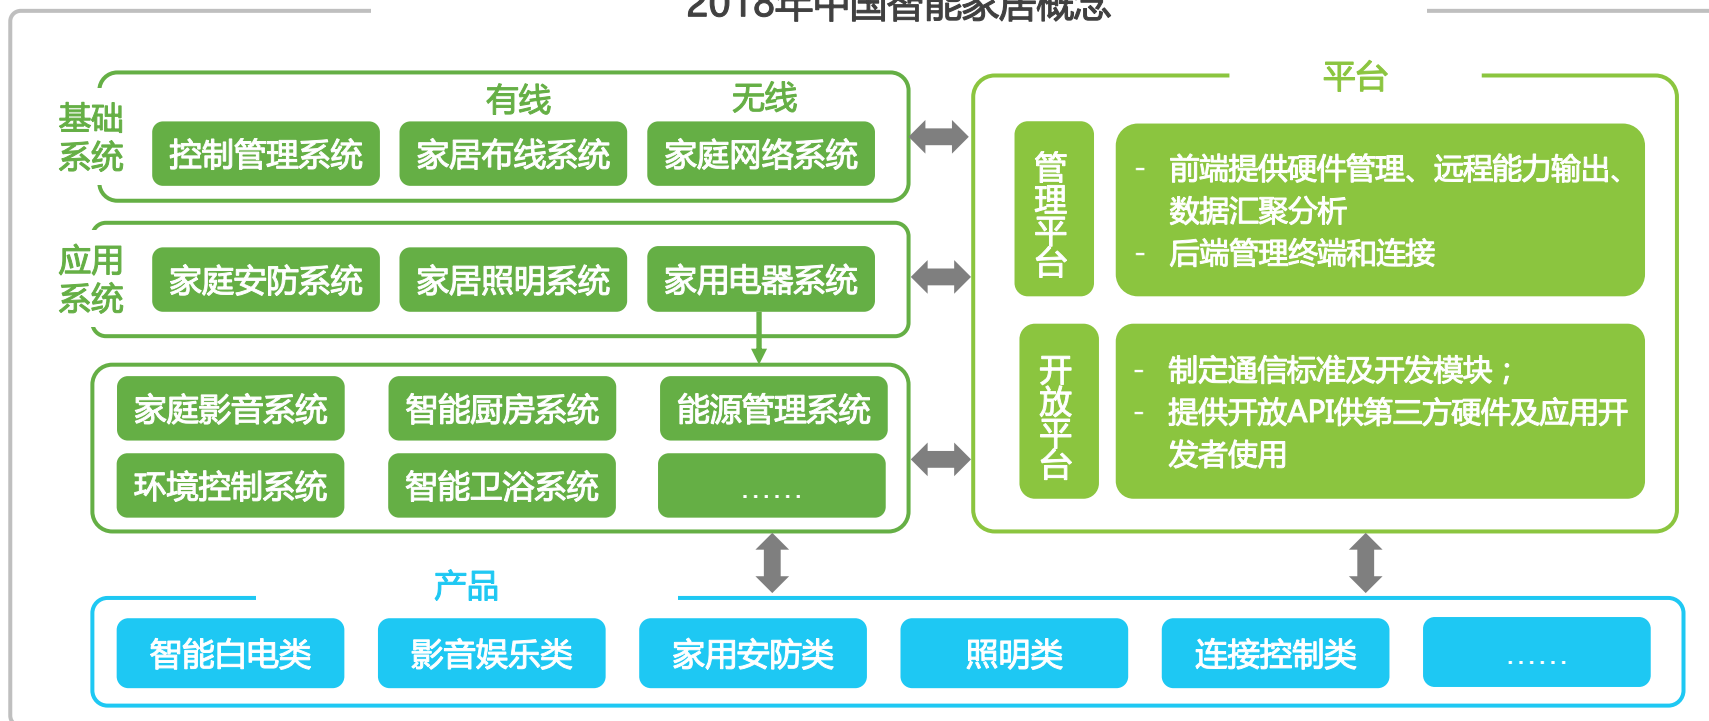 2018年中国智能家居概念
基础
系统
有线
无线
控制管理系统
家居布线系统
家庭网络系统
应用
系统
家庭安防系统
家居照明系统
家用电器系统
家庭影音系统
智能厨房系统
能源管理系统
环境控制系统
智能卫浴系统
……
平台
管理平台
- 前端提供硬件管理、远程能力输出、
数据汇聚分析
- 后端管理终端和连接
开放平台
- 制定通信标准及开发模块；
- 提供开放API供第三方硬件及应用开
发者使用
产品
智能白电类
影音娱乐类
家用安防类
照明类
连接控制类
……